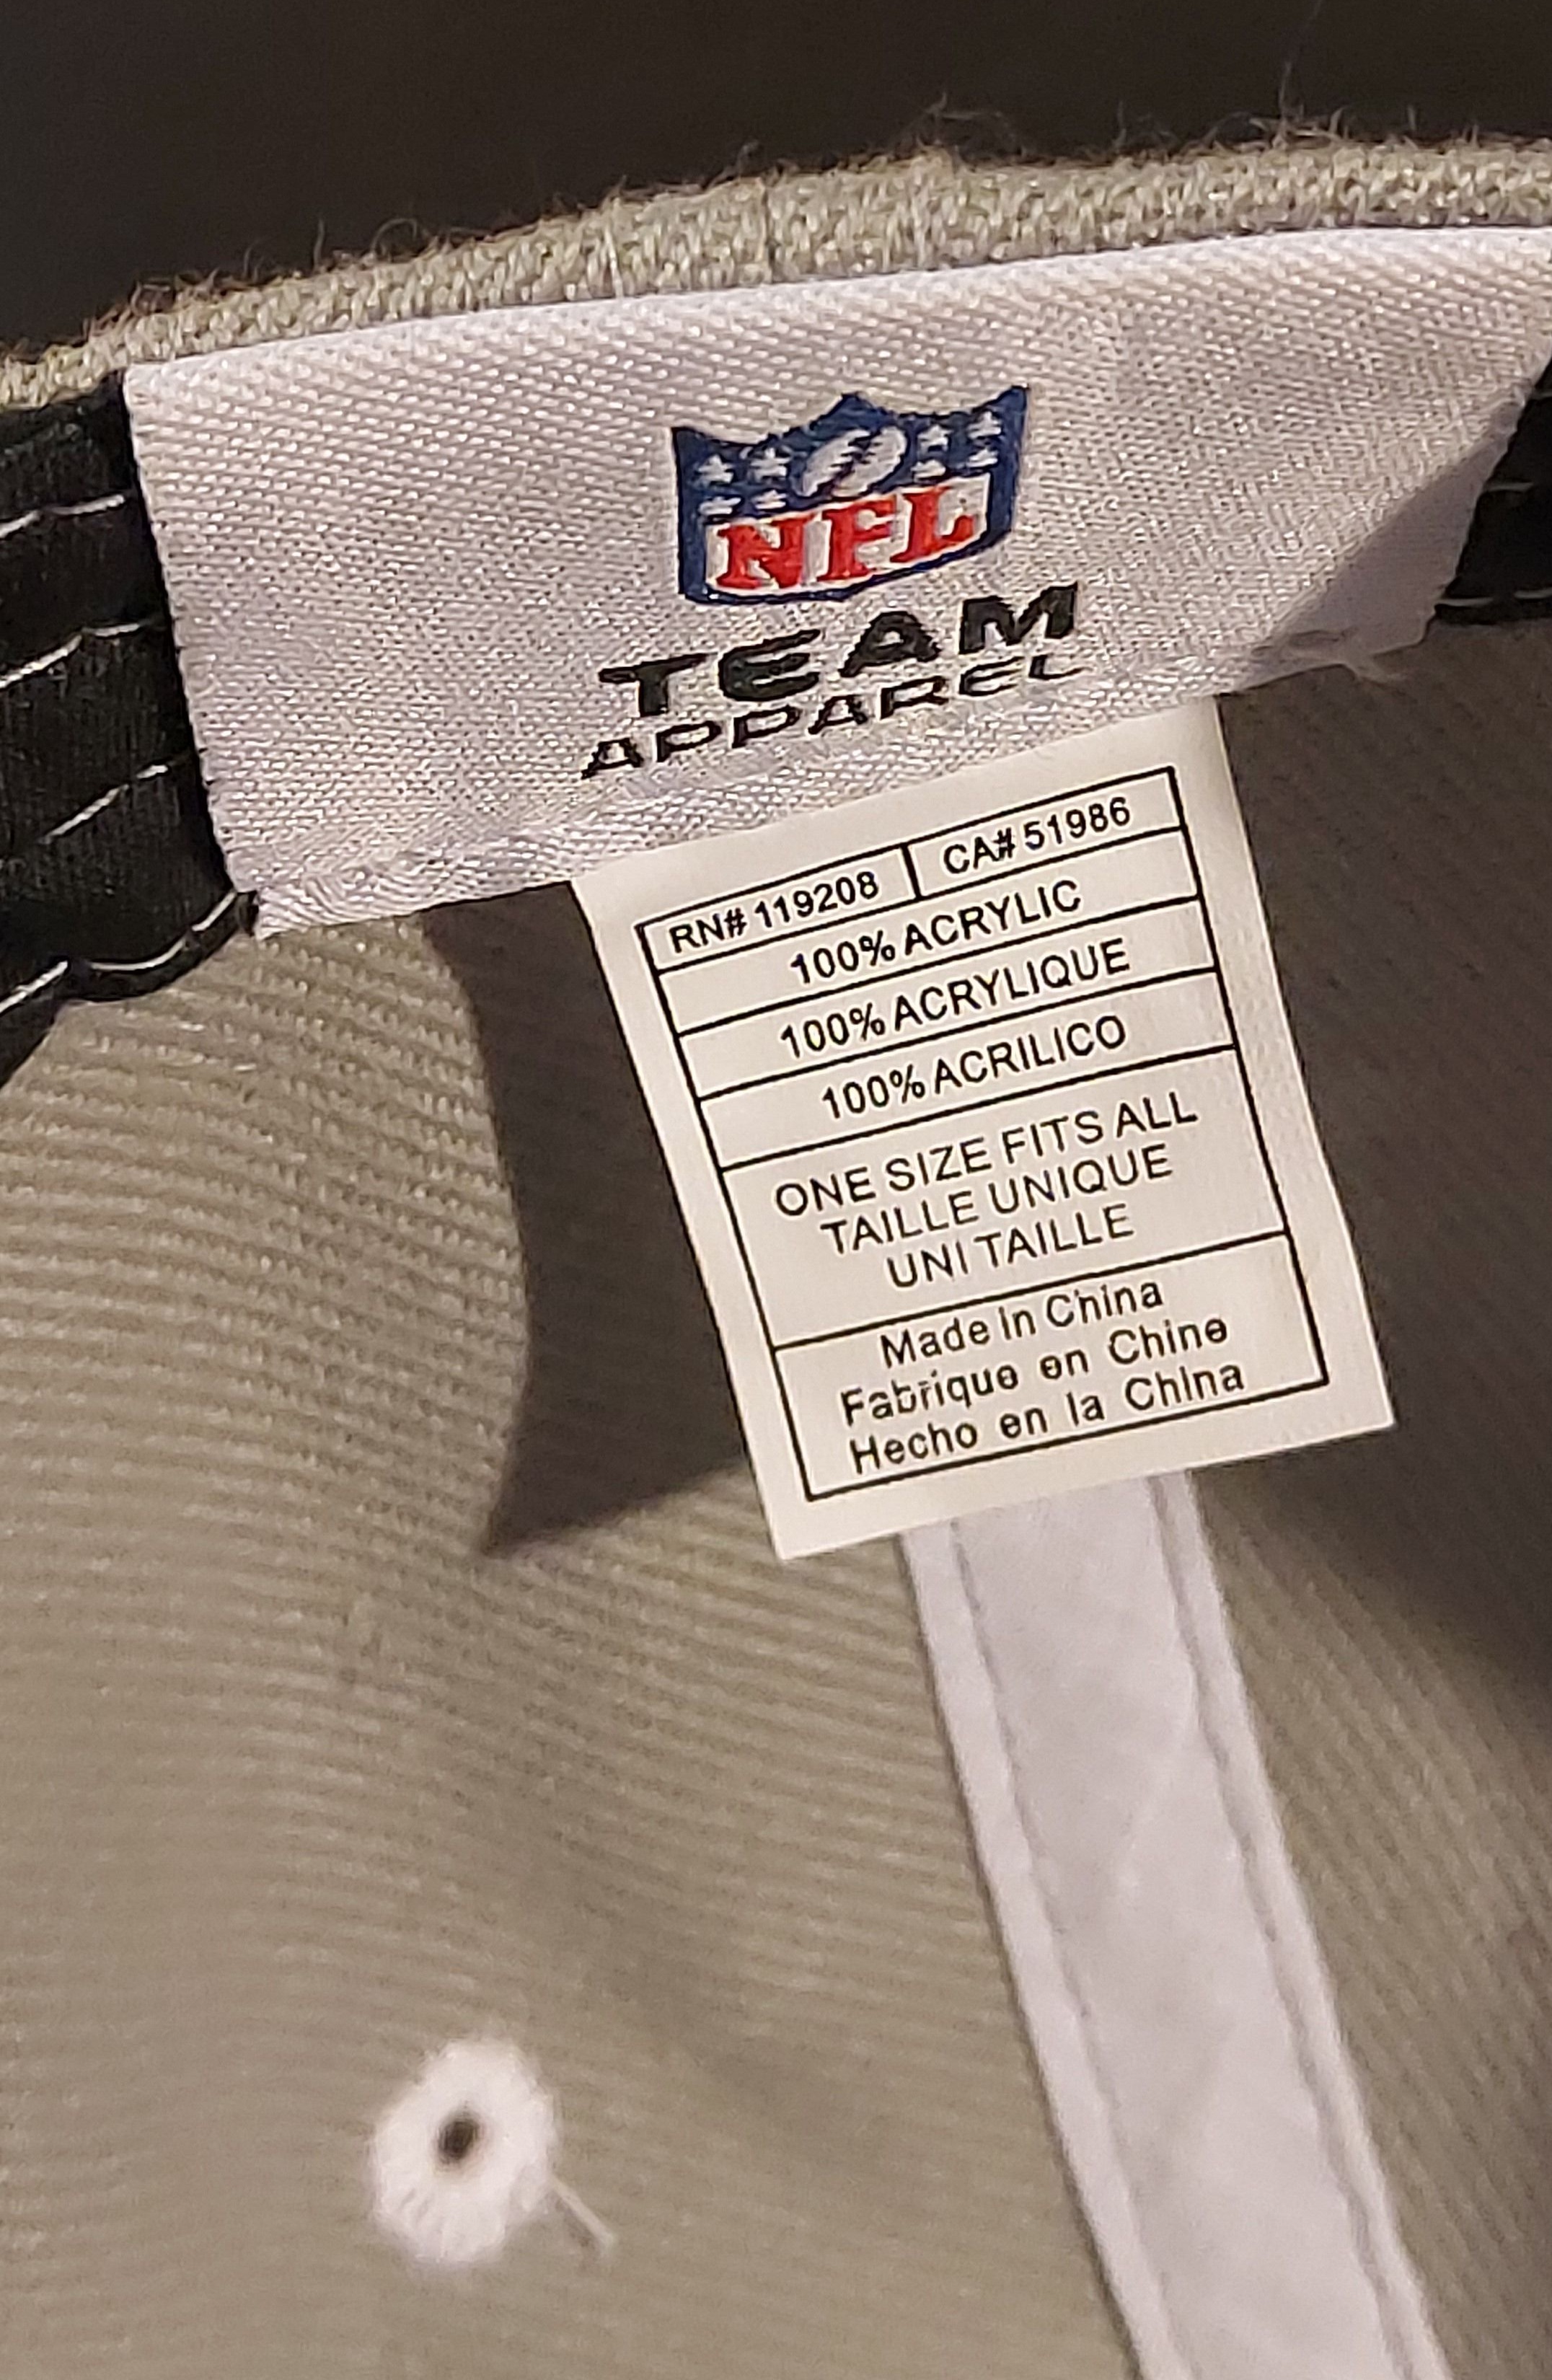 NFL
TEAM
APPAREL
RN# 119208 CA# 51986
100% ACRYLIC
100% ACRYLIQUE
100% ACRILICO
ONE SIZE FITS ALL
TAILLE UNIQUE
UNI TAILLE
Made In China
Fabrique en Chine
Hecho en la China